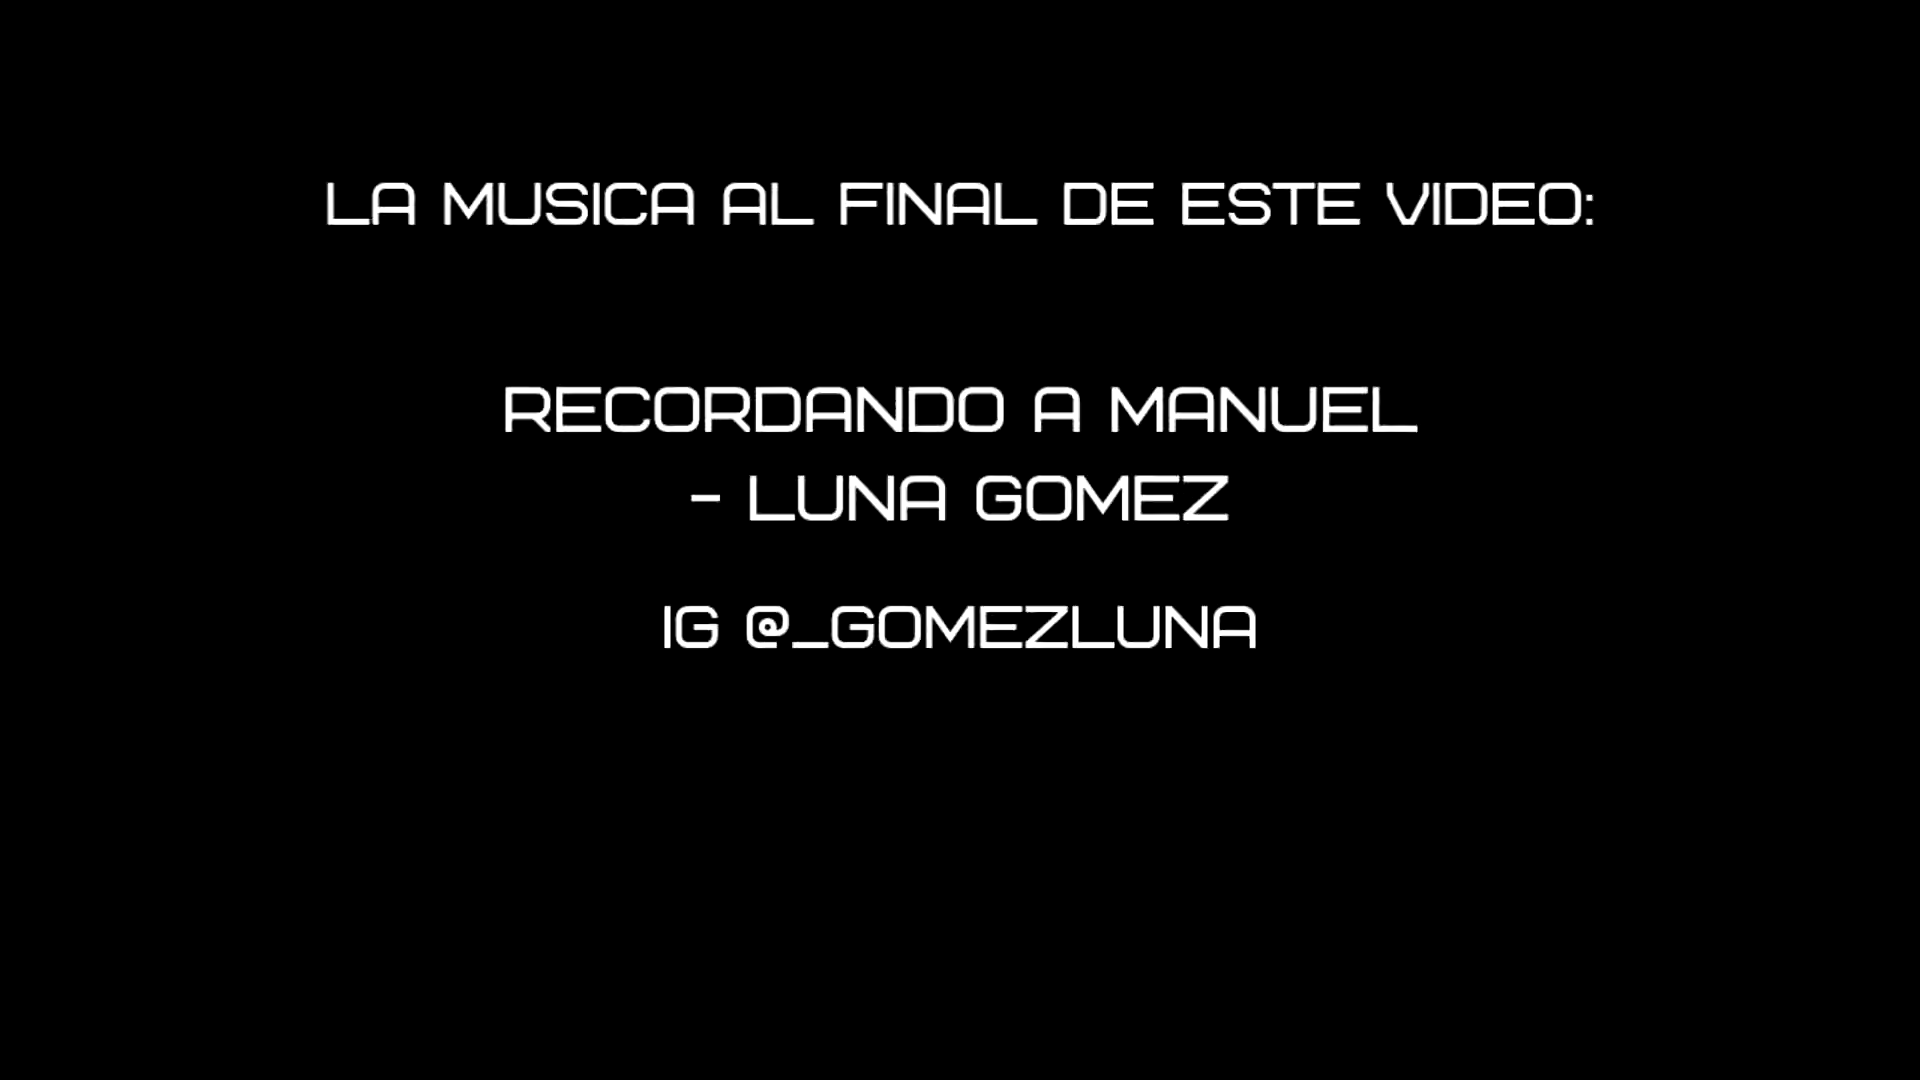 LA MUSICA AL FINAL DE ESTE VIDEO:
RECORDANDO A MANUEL
- LUNA GOMEZ
IG @_GOMEZLUNA